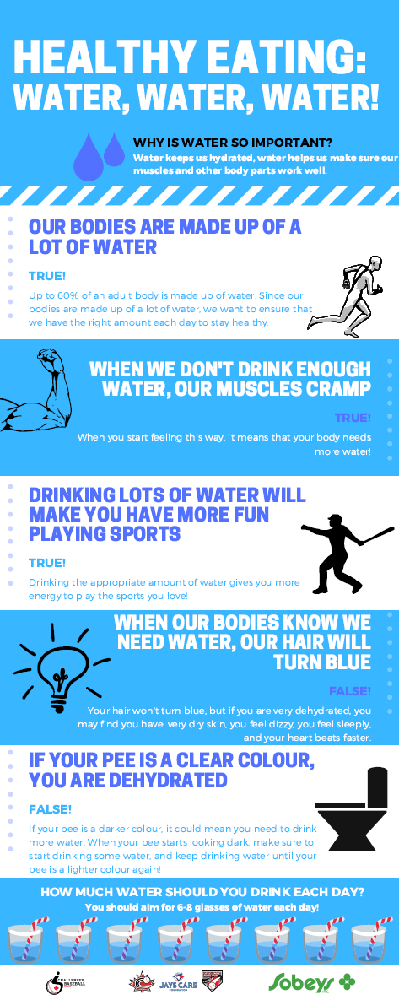 HEALTHY EATING:
WATER, WATER, WATER!
WHY IS WATER SO IMPORTANT?
Water keeps us hydrated, water helps us make sure our
muscles and other body parts work well.
OUR BODIES ARE MADE UP OF A
LOT OF WATER
TRUE!
Up to 60% of an adult body is made up of water. Since our
bodies are made up of a lot of water, we want to ensure that
we have the right amount each day to stay healthy.
WHEN WE DON'T DRINK ENOUGH
WATER, OUR MUSCLES CRAMP
TRUE!
When you start feeling this way, it means that your body needs
more water!
DRINKING LOTS OF WATER WILL
MAKE YOU HAVE MORE FUN
PLAYING SPORTS
TRUE!
Drinking the appropriate amount of water gives you more
energy to play the sports you love!
WHEN OUR BODIES KNOW WE
NEED WATER, OUR HAIR WILL
TURN BLUE
FALSE!
Your hair won't turn blue, but if you are very dehydrated, you
may find you have: very dry skin, you feel dizzy, you feel sleeply,
and your heart beats faster.
IF YOUR PEE IS A CLEAR COLOUR,
YOU ARE DEHYDRATED
FALSE!
If your pee is a darker colour, it could mean you need to drink
more water. When your pee starts looking dark, make sure to
start drinking some water, and keep drinking water until your
pee is a lighter colour again!
HOW MUCH WATER SHOULD YOU DRINK EACH DAY?
You should aim for 6-8 glasses of water each day!
CHALLENGER
BASEBALL
JAYS CARE
FOUNDATION
Sobeys